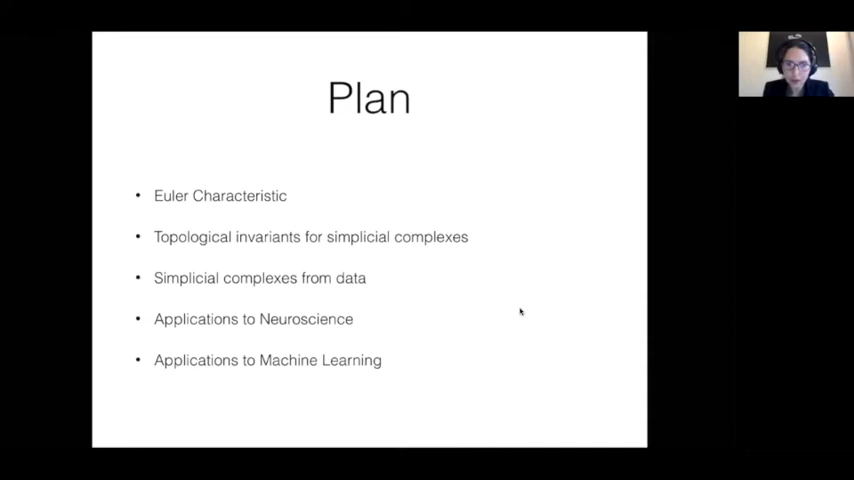 Plan
• Euler Characteristic
• Topological invariants for simplicial complexes
• Simplicial complexes from data
• Applications to Neuroscience
• Applications to Machine Learning